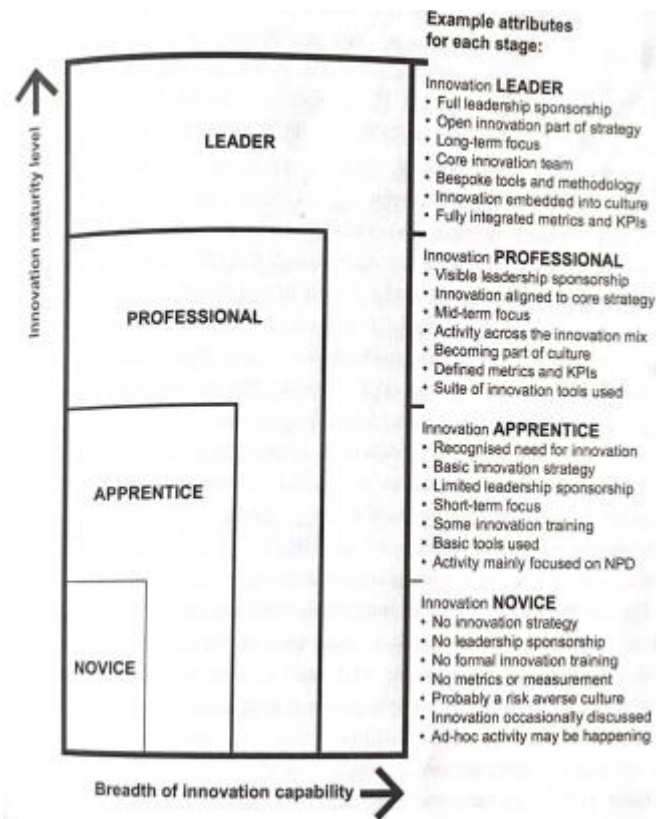 Example attributes
for each stage:
Innovation LEADER
• Full leadership sponsorship
• Open innovation part of strategy
• Long-term focus
• Core innovation team
• Bespoke tools and methodology
• Innovation embedded into culture
• Fully integrated metrics and KPIs
Innovation PROFESSIONAL
• Visible leadership sponsorship
• Innovation aligned to core strategy
• Mid-term focus
• Activity across the innovation mix
• Becoming part of culture
• Defined metrics and KPIs
• Suite of innovation tools used
Innovation APPRENTICE
• Recognised need for innovation
• Basic innovation strategy
• Limited leadership sponsorship
• Short-term focus
• Some innovation training
• Basic tools used
• Activity mainly focused on NPD
Innovation NOVICE
• No innovation strategy
• No leadership sponsorship
• No formal innovation training
• No metrics or measurement
• Probably a risk averse culture
• Innovation occasionally discussed
• Ad-hoc activity may be happening
Innovation maturity level
LEADER
PROFESSIONAL
APPRENTICE
NOVICE
Breadth of innovation capability